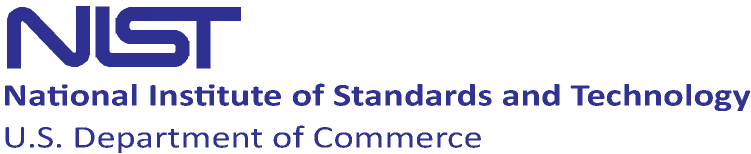 NIST
National Institute of Standards and Technology
U.S. Department of Commerce